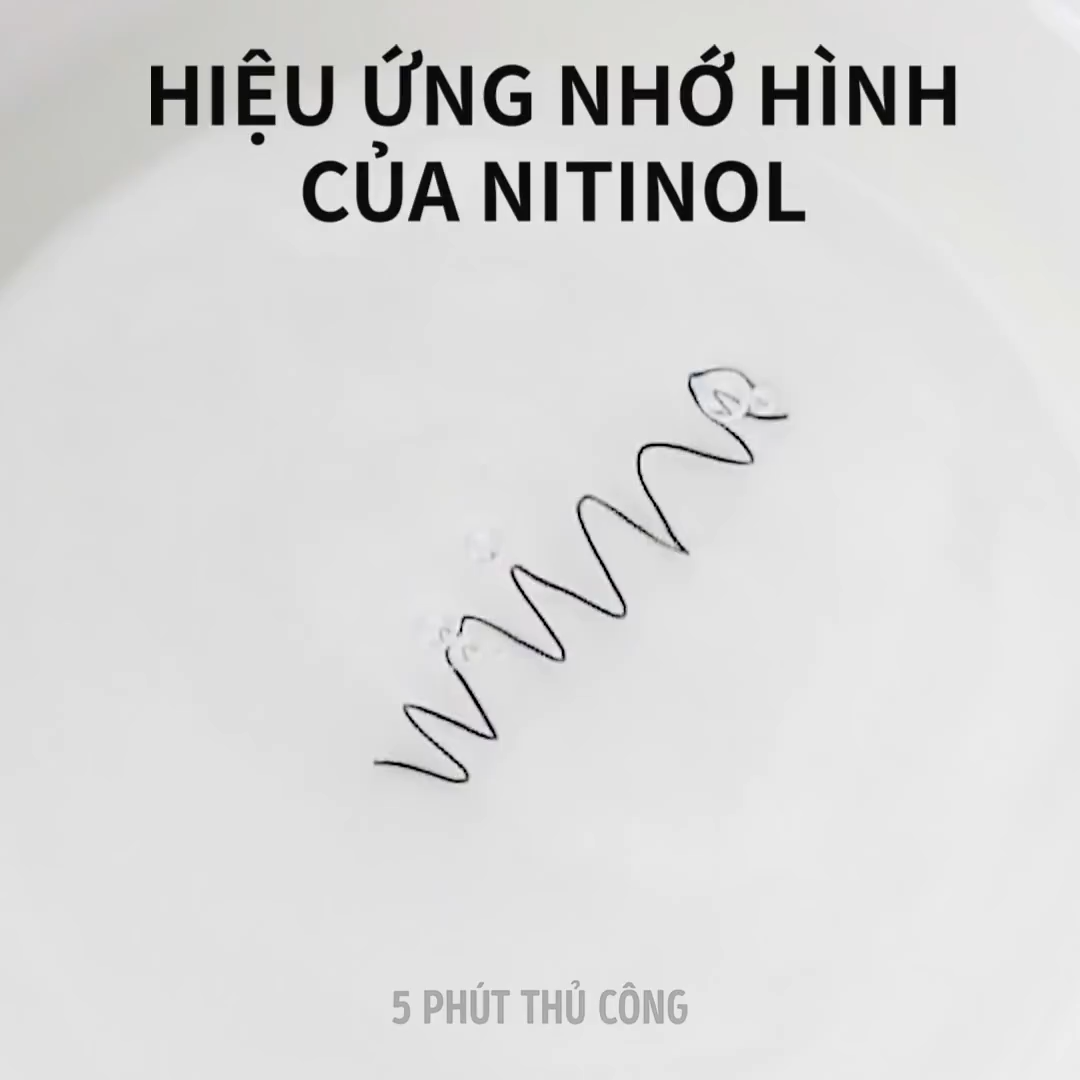 HIỆU ỨNG NHỚ HÌNH
CỦA NITINOL
5 PHÚT THỦ CÔNG